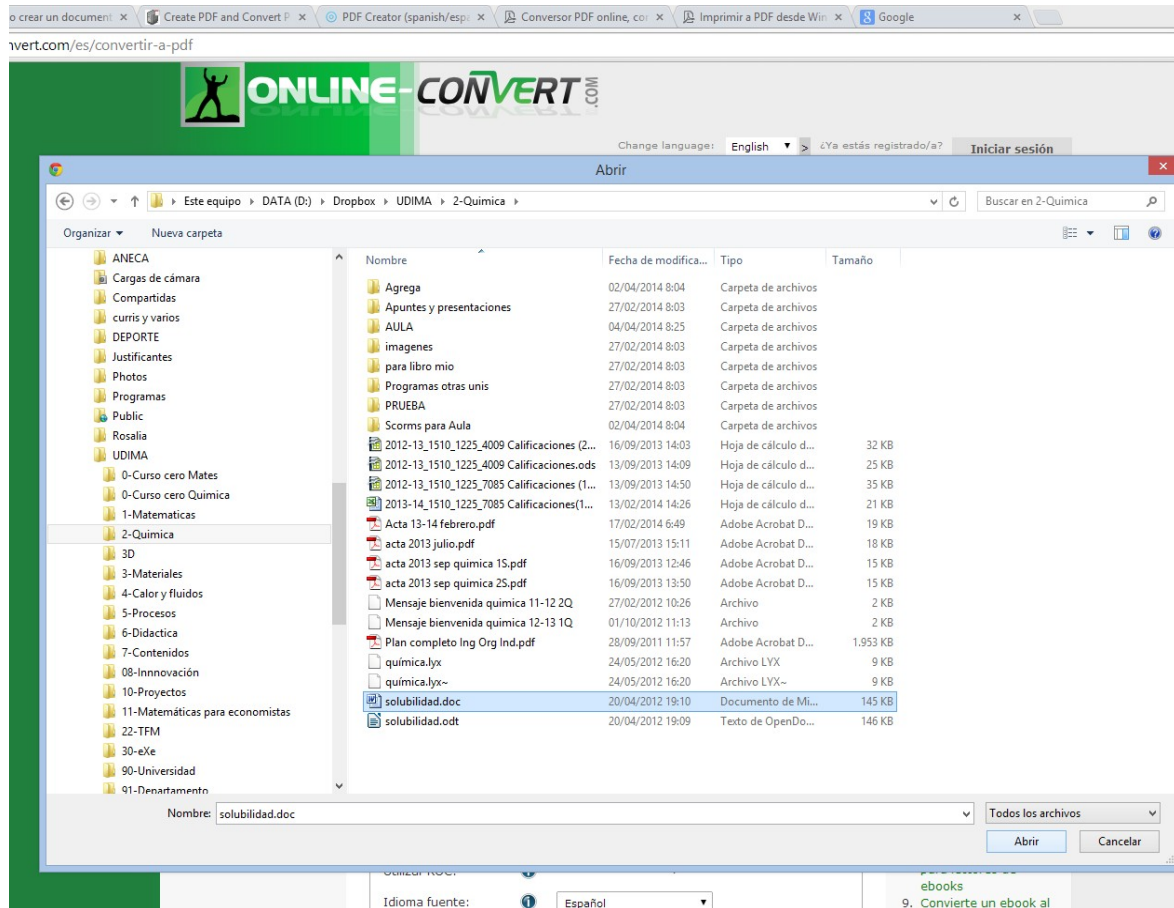 o crear un document
Create PDF and Convert P
PDF Creator (spanish/espa
Conversor PDF online, con
Imprimir a PDF desde Win
Google
nvert.com/es/convertir-a-pdf
ONLINE-CONVERT.COM
Change language: English ¿Ya estás registrado/a? Iniciar sesión
Abrir
Este equipo DATA (D:) Dropbox UDIMA 2-Quimica
Buscar en 2-Quimica
Organizar Nueva carpeta
ANECA
Cargas de cámara
Compartidas
curris y varios
DEPORTE
Justificantes
Photos
Programas
Public
Rosalia
UDIMA
0-Curso cero Mates
0-Curso cero Quimica
1-Matematicas
2-Quimica
3D
3-Materiales
4-Calor y fluidos
5-Procesos
6-Didactica
7-Contenidos
08-Innnovación
10-Proyectos
11-Matemáticas para economistas
22-TFM
30-eXe
90-Universidad
91-Departamento
Nombre Fecha de modifica... Tipo Tamaño
Agrega 02/04/2014 8:04 Carpeta de archivos
Apuntes y presentaciones 27/02/2014 8:03 Carpeta de archivos
AULA 04/04/2014 8:25 Carpeta de archivos
imagenes 27/02/2014 8:03 Carpeta de archivos
para libro mio 27/02/2014 8:03 Carpeta de archivos
Programas otras unis 27/02/2014 8:03 Carpeta de archivos
PRUEBA 27/02/2014 8:03 Carpeta de archivos
Scorms para Aula 02/04/2014 8:04 Carpeta de archivos
2012-13_1510_1225_4009 Calificaciones (2... 16/09/2013 14:03 Hoja de cálculo d... 32 KB
2012-13_1510_1225_4009 Calificaciones.ods 13/09/2013 14:09 Hoja de cálculo d... 25 KB
2012-13_1510_1225_7085 Calificaciones (1... 13/09/2013 14:50 Hoja de cálculo d... 35 KB
2013-14_1510_1225_7085 Calificaciones(1... 13/02/2014 14:26 Hoja de cálculo d... 21 KB
Acta 13-14 febrero.pdf 17/02/2014 6:49 Adobe Acrobat D... 19 KB
acta 2013 julio.pdf 15/07/2013 15:11 Adobe Acrobat D... 18 KB
acta 2013 sep quimica 1S.pdf 16/09/2013 12:46 Adobe Acrobat D... 15 KB
acta 2013 sep quimica 2S.pdf 16/09/2013 13:50 Adobe Acrobat D... 15 KB
Mensaje bienvenida quimica 11-12 2Q 27/02/2012 10:26 Archivo 2 KB
Mensaje bienvenida quimica 12-13 1Q 01/10/2012 11:13 Archivo 2 KB
Plan completo Ing Org Ind.pdf 28/09/2011 11:57 Adobe Acrobat D... 1.953 KB
química.lyx 24/05/2012 16:20 Archivo LYX 9 KB
química.lyx~ 24/05/2012 16:20 Archivo LYX~ 9 KB
solubilidad.doc 20/04/2012 19:10 Documento de Mi... 145 KB
solubilidad.odt 20/04/2012 19:09 Texto de OpenDo... 146 KB
Nombre: solubilidad.doc Todos los archivos
Abrir Cancelar
ebooks
Idioma fuente: Español
9. Convierte un ebook al